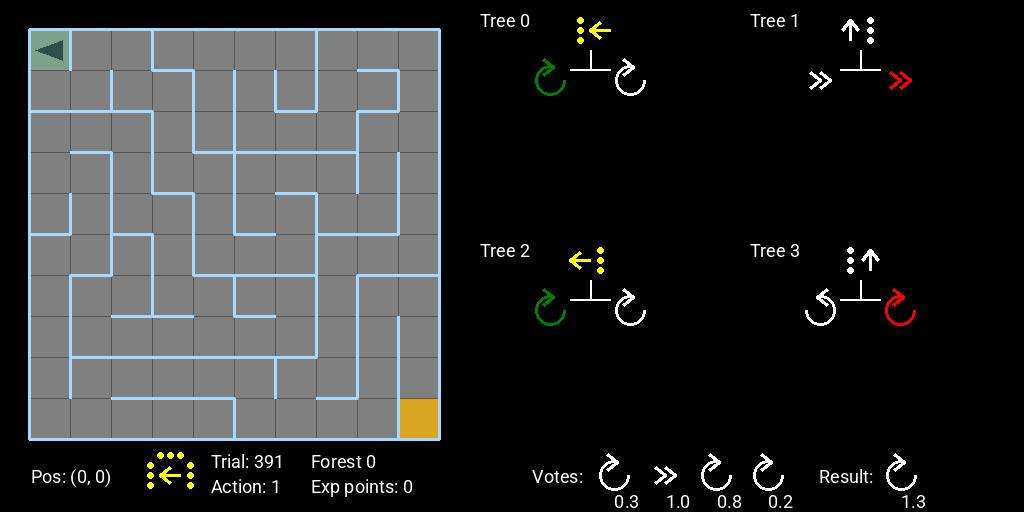 Tree 0
Tree 1
Tree 2
Tree 3
Pos: (0, 0)
Trial: 391
Forest 0
Action: 1
Exp points: 0
Votes:
0.3
1.0
0.8
0.2
Result:
1.3